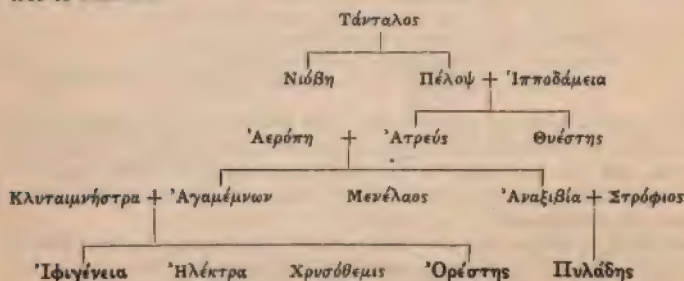 Τάνταλος
Νιόβη Πέλοψ + Ἱπποδάμεια
Ἀερόπη + Ἀτρεύς Θυέστης
Κλυταιμνήστρα + Ἀγαμέμνων Μενέλαος Ἀναξιβία + Στρόφιος
Ἰφιγένεια Ἠλέκτρα Χρυσόθεμις Ὀρέστης Πυλάδης